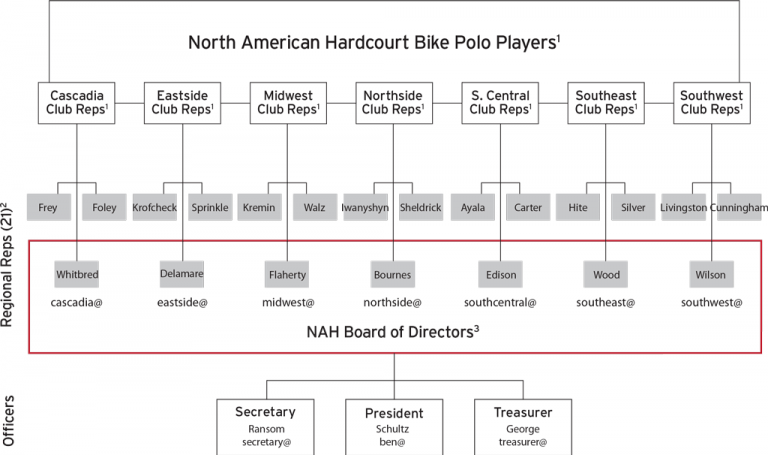 North American Hardcourt Bike Polo Players¹
Cascadia
Club Reps¹
Eastside
Club Reps¹
Midwest
Club Reps¹
Northside
Club Reps¹
S. Central
Club Reps¹
Southeast
Club Reps¹
Southwest
Club Reps¹
Regional Reps (21)²
Frey
Foley
Krofcheck
Sprinkle
Kremin
Walz
Iwanyshyn
Sheldrick
Ayala
Carter
Hite
Silver
Livingston
Cunningham
Whitbred
cascadia@
Delamare
eastside@
Flaherty
midwest@
Bournes
northside@
Edison
southcentral@
Wood
southeast@
Wilson
southwest@
NAH Board of Directors³
Officers
Secretary
Ransom
secretary@
President
Schultz
ben@
Treasurer
George
treasurer@